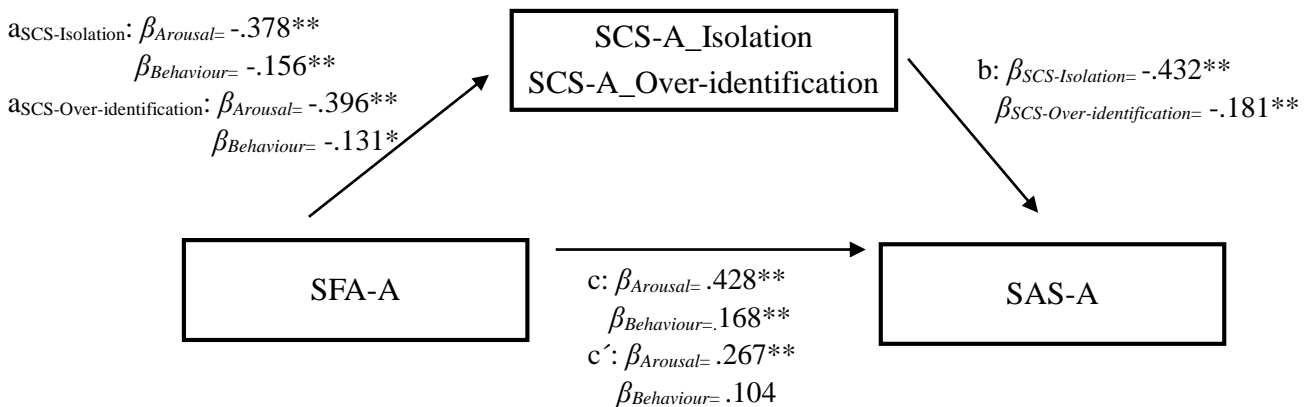 aSCS-Isolation: βArousal= -.378**
βBehaviour= -.156**
aSCS-Over-identification: βArousal= -.396**
βBehaviour= -.131*
SCS-A_Isolation
SCS-A_Over-identification
b: βSCS-Isolation= -.432**
βSCS-Over-identification= -.181**
SFA-A
c: βArousal= .428**
βBehaviour=.168**
c´: βArousal= .267**
βBehaviour= .104
SAS-A